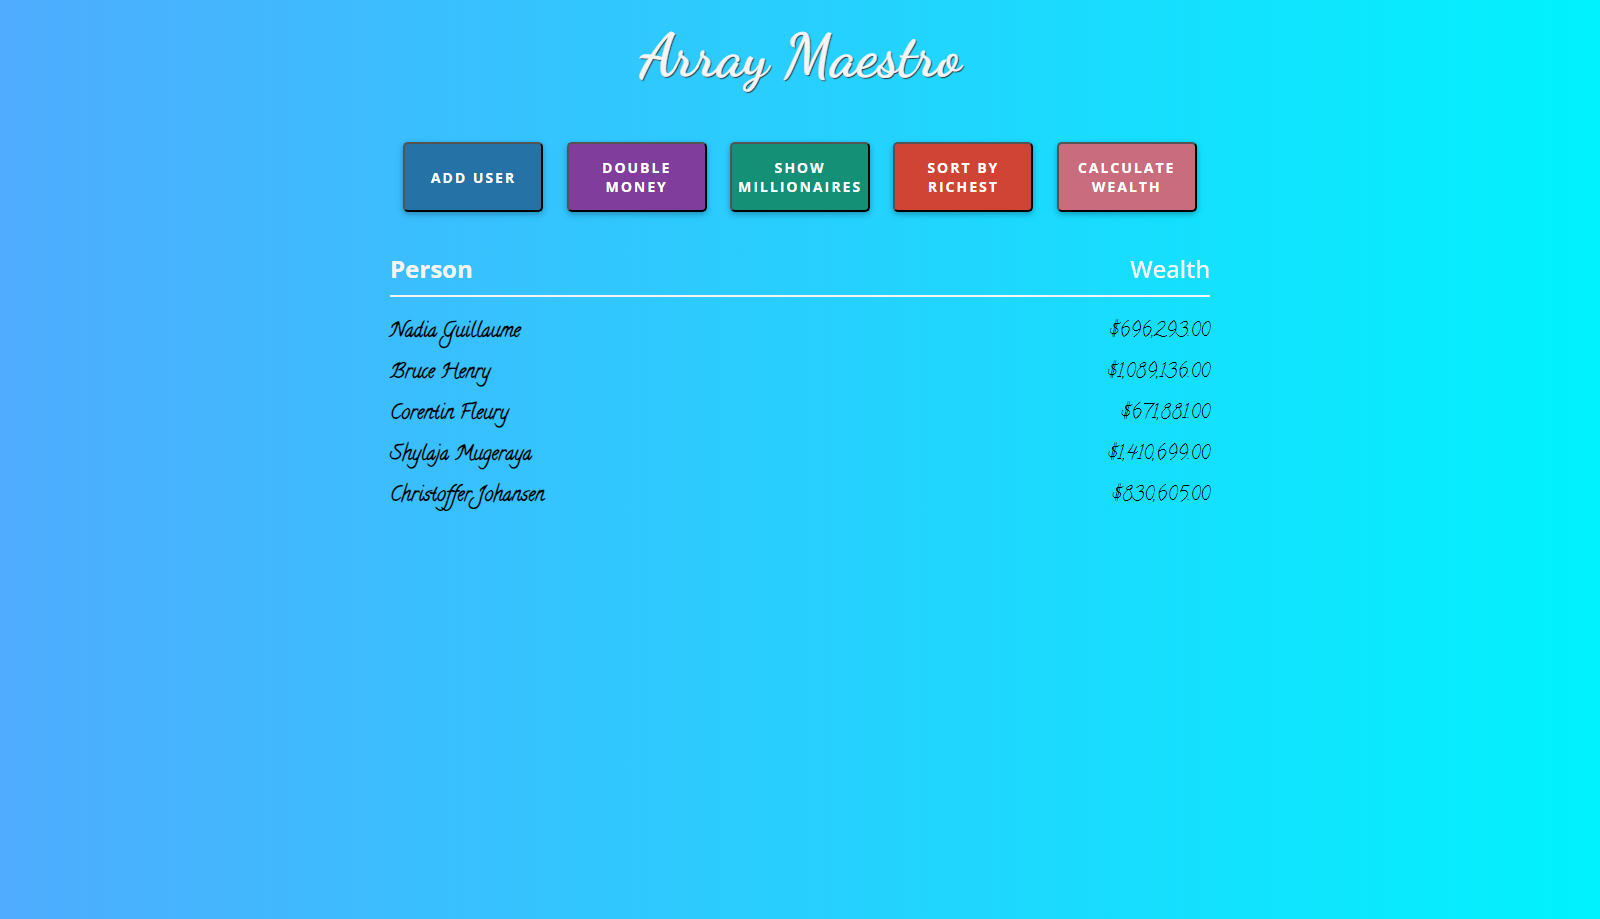 Array Maestro
ADD USER
DOUBLE
MONEY
SHOW
MILLIONAIRES
SORT BY
RICHEST
CALCULATE
WEALTH
Person Wealth
Nadia Guillaume $696,293.00
Bruce Henry $1,089,136.00
Corentin Fleury $671,881.00
Shylaja Mugeraya $1,410,699.00
Christoffer Johansen $830,605.00